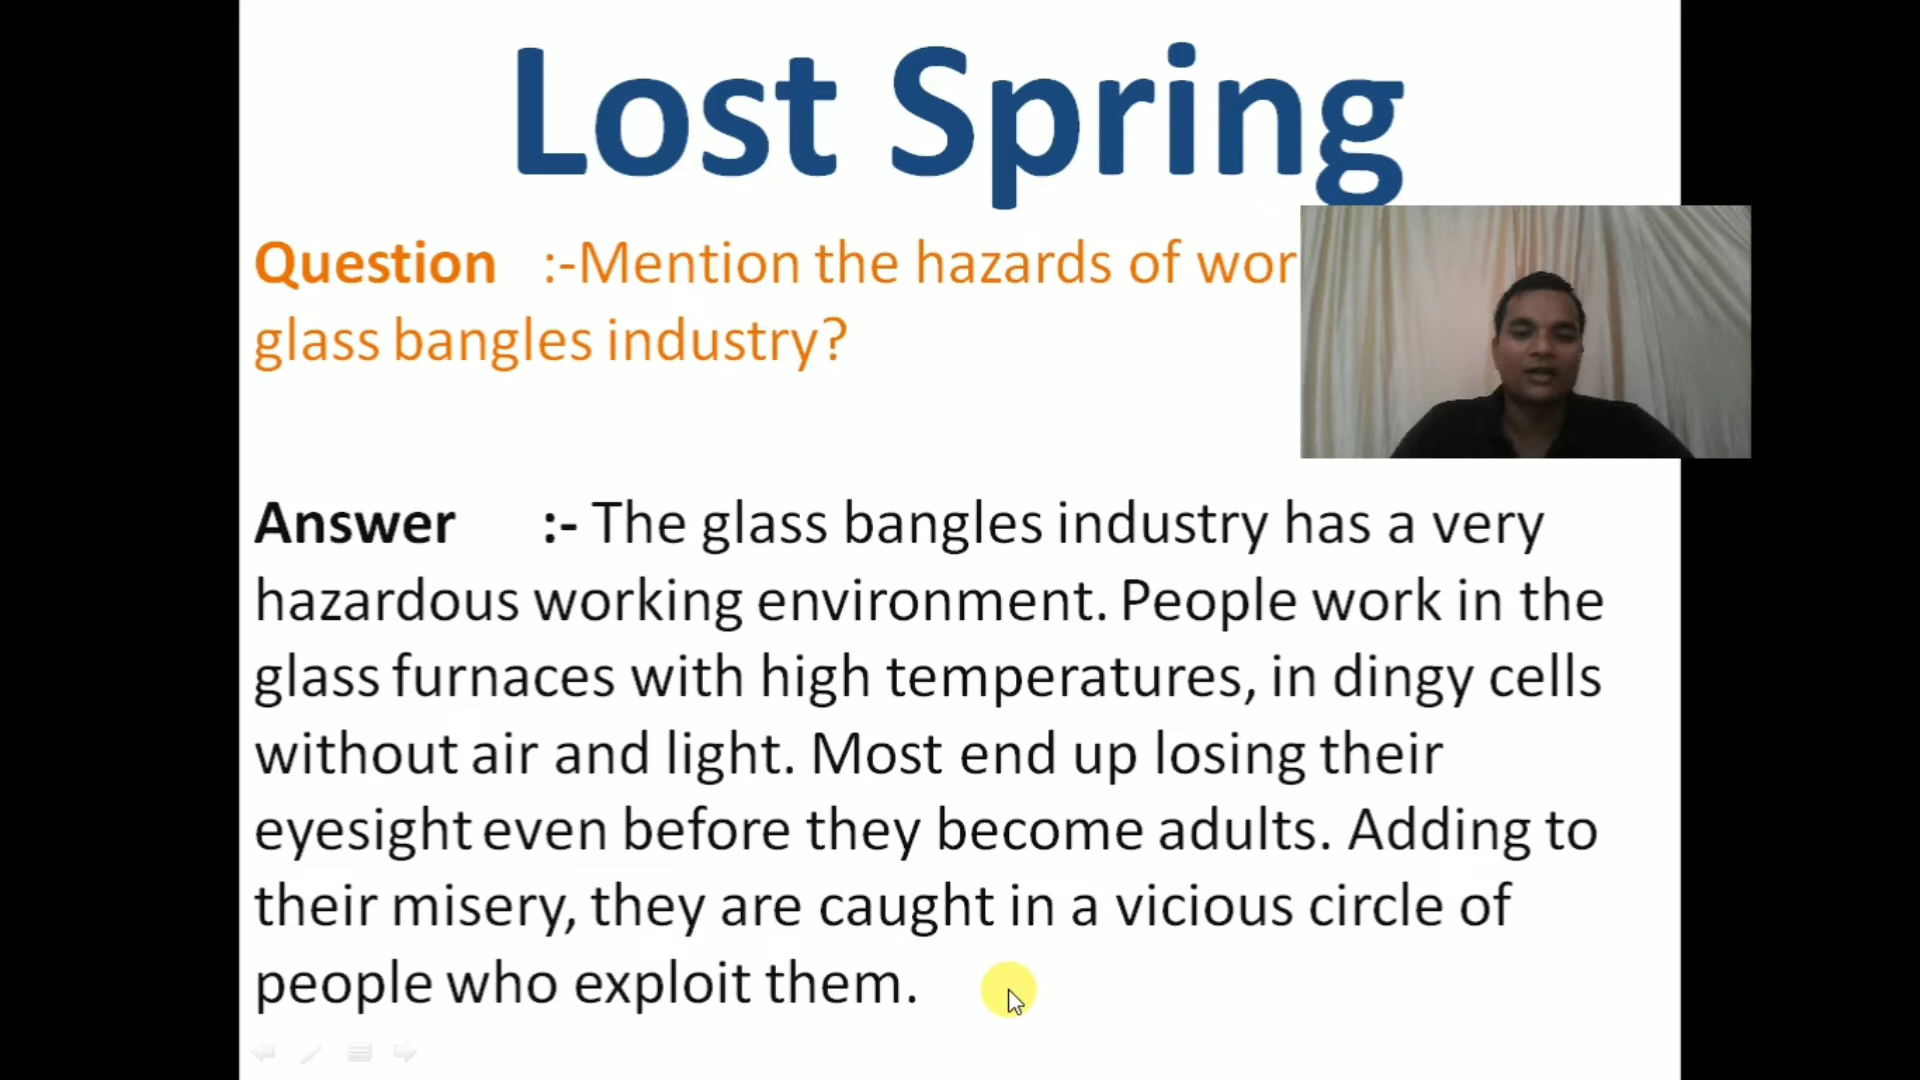 Lost Spring
Question :-Mention the hazards of wor
glass bangles industry?
Answer :- The glass bangles industry has a very
hazardous working environment. People work in the
glass furnaces with high temperatures, in dingy cells
without air and light. Most end up losing their
eyesight even before they become adults. Adding to
their misery, they are caught in a vicious circle of
people who exploit them.